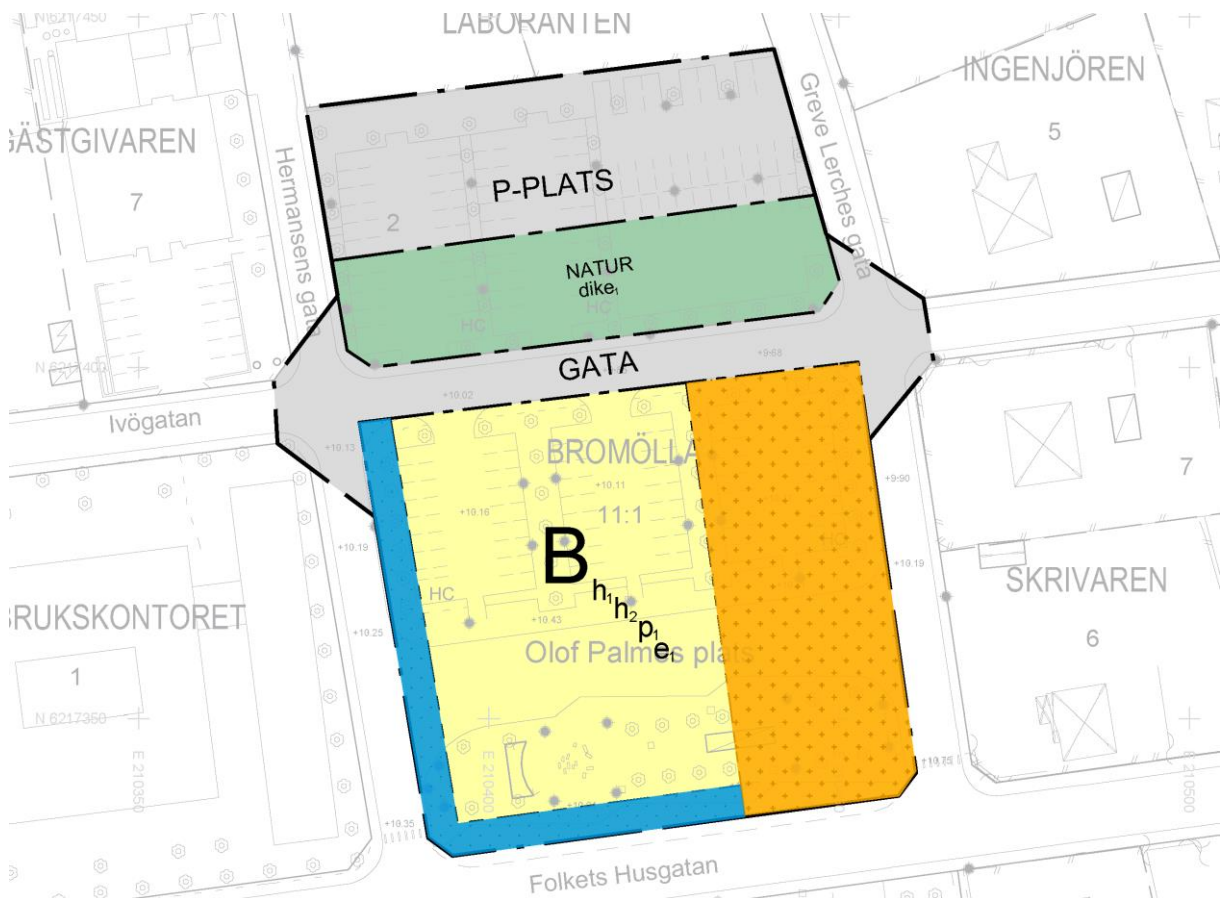 N 6217450
LABORANTEN
INGENJÖREN
5
GÄSTGIVAREN
7
Hermansens gata
Greve Lerches gata
P-PLATS
2
NATUR
dike₁
HC
HC
N 6217400
GATA
+9.68
Ivögatan
+10.02
+10.13
BROMÖLLA
7
+10.16
+10.11
11:1
+9.90
+10.19
B
h₁h₂p₁e₁
HC
HC
+10.19
SKRIVAREN
6
BRUKSKONTORET
1
+10.25
+10.43
Olof Palmes plats
N 6217350
E 210350
E 210400
E 210500
+10.75
+10.35
Folkets Husgatan